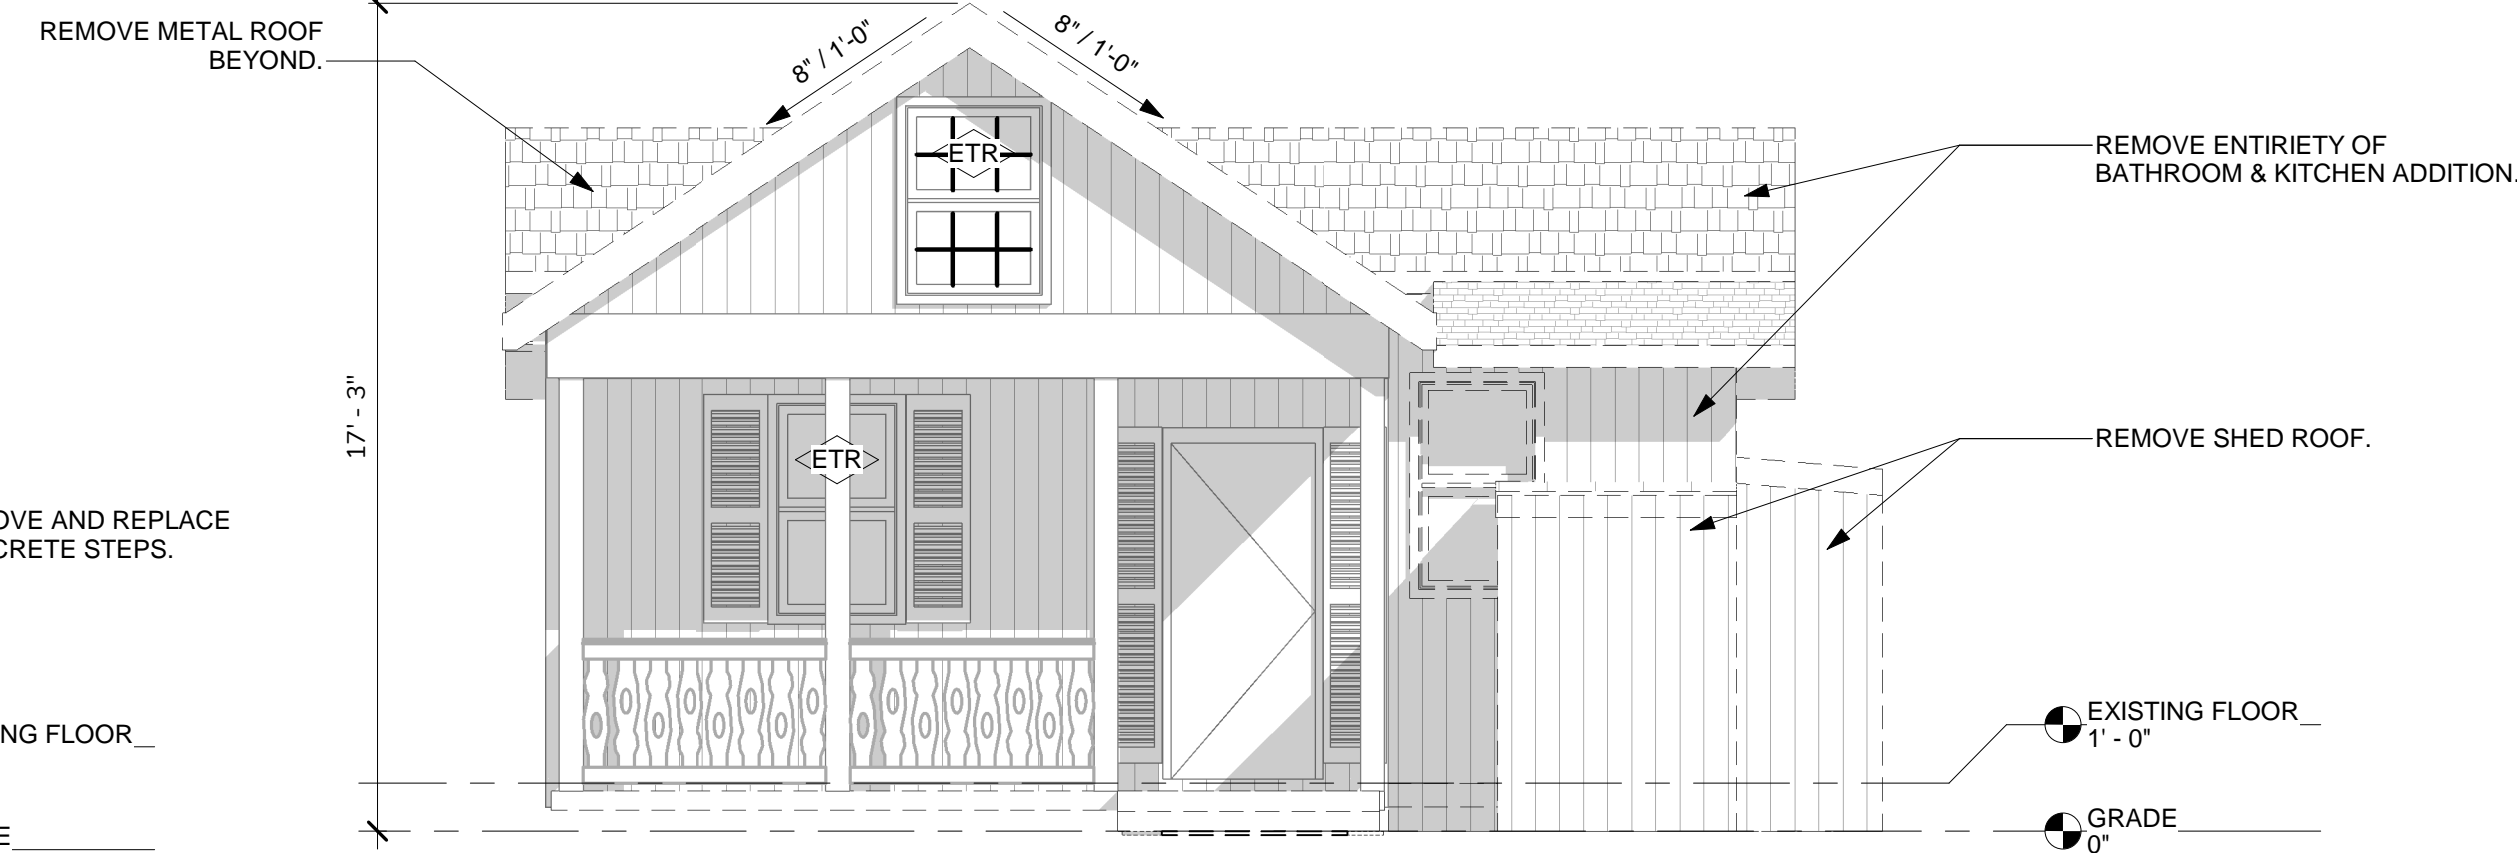 REMOVE METAL ROOF
BEYOND.
8" / 1'-0"
8" / 1'-0"
ETR
REMOVE ENTIRIETY OF
BATHROOM & KITCHEN ADDITION.
17' - 3"
ETR
REMOVE SHED ROOF.
OVE AND REPLACE
CRETE STEPS.
NG FLOOR
EXISTING FLOOR
1' - 0"
E
GRADE
0"